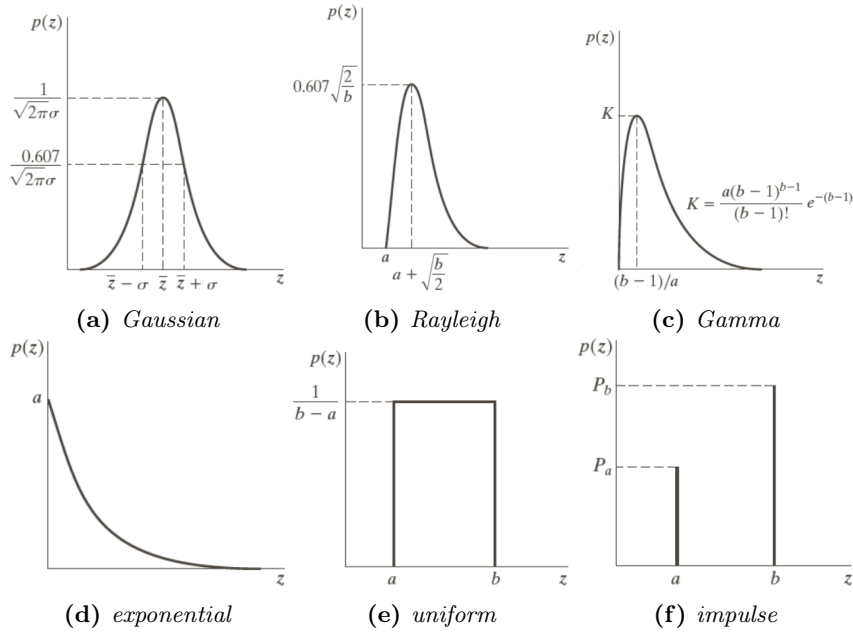 p(z)
1
√2πσ
0.607
√2πσ
z̅ − σ z̅ z̅ + σ z
(a) Gaussian
p(z)
0.607√2/b
a z
a + √b/2
(b) Rayleigh
p(z)
K
K = a(b − 1)^{b−1}/(b − 1)! e^{−(b−1)}
(b − 1)/a z
(c) Gamma
p(z)
a
z
(d) exponential
p(z)
1
b − a
a b z
(e) uniform
p(z)
P_b
P_a
a b z
(f) impulse